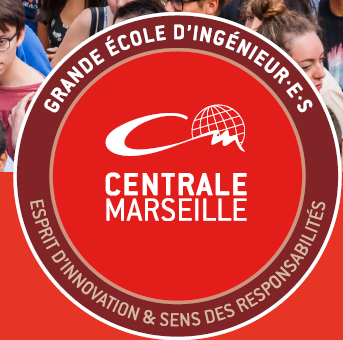 GRANDE ÉCOLE D'INGÉNIEUR·E·S
CENTRALE
MARSEILLE
ESPRIT D'INNOVATION & SENS DES RESPONSABILITÉS